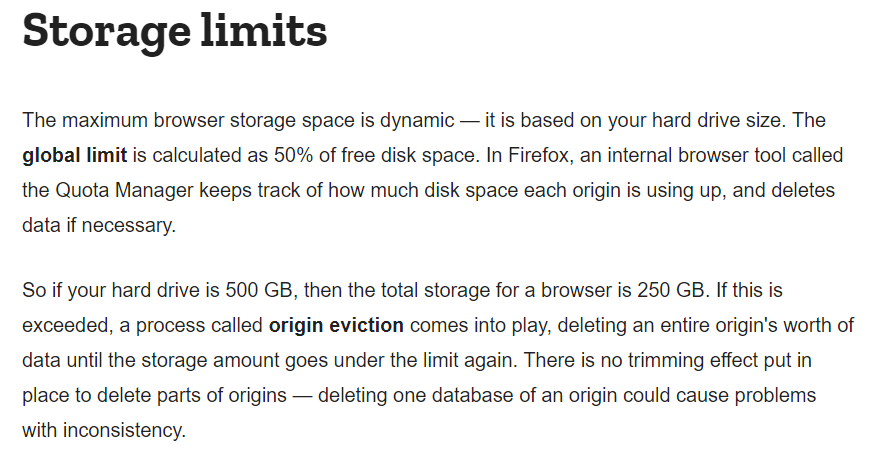 Storage limits
The maximum browser storage space is dynamic — it is based on your hard drive size. The
global limit is calculated as 50% of free disk space. In Firefox, an internal browser tool called
the Quota Manager keeps track of how much disk space each origin is using up, and deletes
data if necessary.
So if your hard drive is 500 GB, then the total storage for a browser is 250 GB. If this is
exceeded, a process called origin eviction comes into play, deleting an entire origin's worth of
data until the storage amount goes under the limit again. There is no trimming effect put in
place to delete parts of origins — deleting one database of an origin could cause problems
with inconsistency.